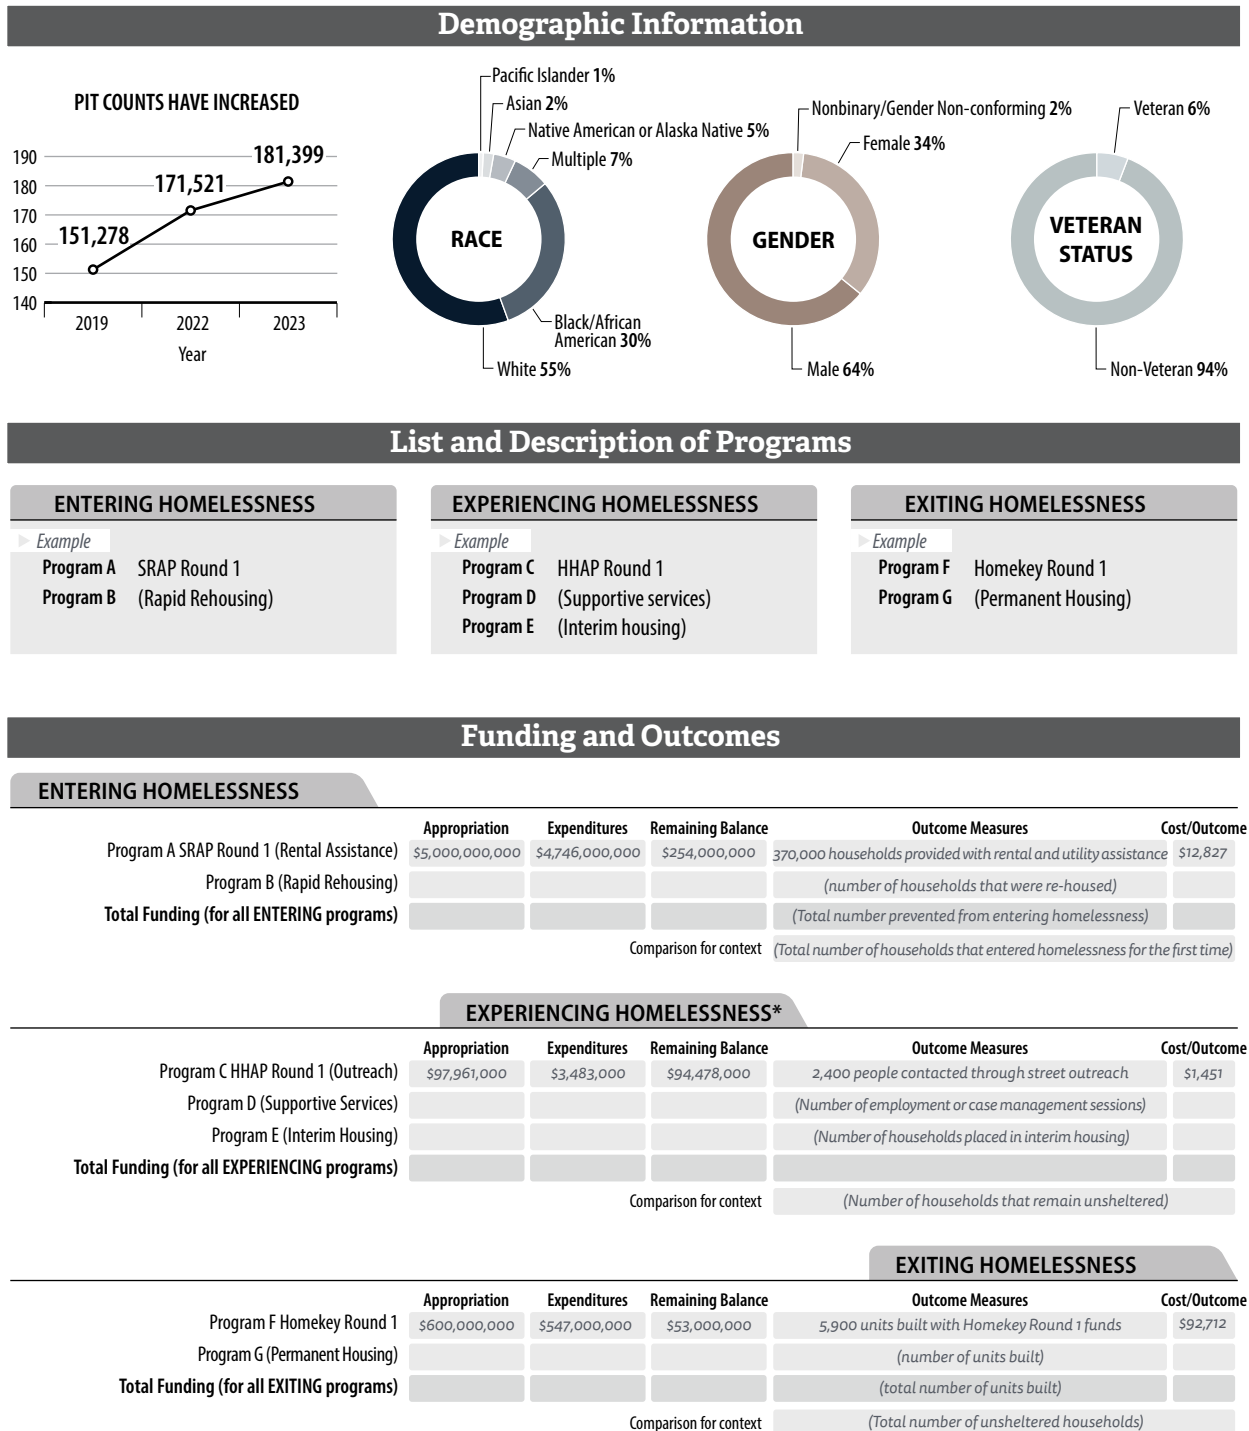 Demographic Information
PIT COUNTS HAVE INCREASED
190
180
170
160
150
140
151,278
171,521
181,399
2019
2022
2023
Year
Pacific Islander 1%
Asian 2%
Native American or Alaska Native 5%
Multiple 7%
RACE
Black/African
American 30%
White 55%
Nonbinary/Gender Non-conforming 2%
Female 34%
GENDER
Male 64%
Veteran 6%
VETERAN
STATUS
Non-Veteran 94%
List and Description of Programs
ENTERING HOMELESSNESS
Example
Program A SRAP Round 1
Program B (Rapid Rehousing)
EXPERIENCING HOMELESSNESS
Example
Program C HHAP Round 1
Program D (Supportive services)
Program E (Interim housing)
EXITING HOMELESSNESS
Example
Program F Homekey Round 1
Program G (Permanent Housing)
Funding and Outcomes
ENTERING HOMELESSNESS
Appropriation Expenditures Remaining Balance Outcome Measures Cost/Outcome
Program A SRAP Round 1 (Rental Assistance) $5,000,000,000 $4,746,000,000 $254,000,000 370,000 households provided with rental and utility assistance $12,827
Program B (Rapid Rehousing) (number of households that were re-housed)
Total Funding (for all ENTERING programs) (Total number prevented from entering homelessness)
Comparison for context (Total number of households that entered homelessness for the first time)
EXPERIENCING HOMELESSNESS*
Appropriation Expenditures Remaining Balance Outcome Measures Cost/Outcome
Program C HHAP Round 1 (Outreach) $97,961,000 $3,483,000 $94,478,000 2,400 people contacted through street outreach $1,451
Program D (Supportive Services) (Number of employment or case management sessions)
Program E (Interim Housing) (Number of households placed in interim housing)
Total Funding (for all EXPERIENCING programs)
Comparison for context (Number of households that remain unsheltered)
EXITING HOMELESSNESS
Appropriation Expenditures Remaining Balance Outcome Measures Cost/Outcome
Program F Homekey Round 1 $600,000,000 $547,000,000 $53,000,000 5,900 units built with Homekey Round 1 funds $92,712
Program G (Permanent Housing) (number of units built)
Total Funding (for all EXITING programs) (total number of units built)
Comparison for context (Total number of unsheltered households)